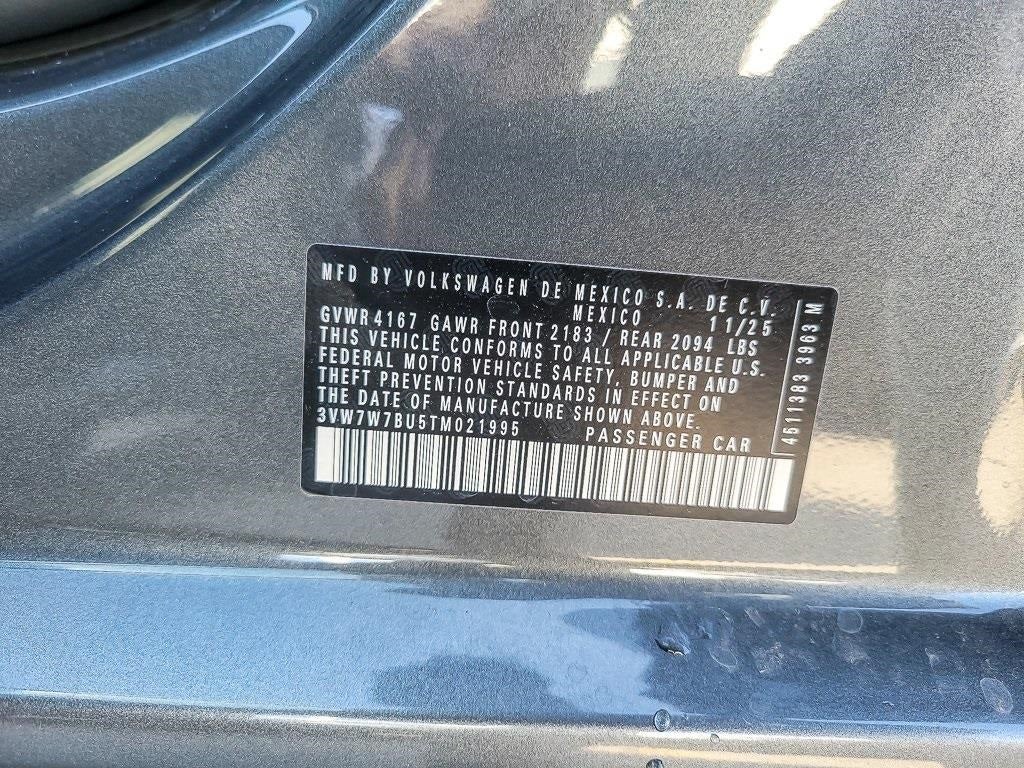 MFD BY VOLKSWAGEN DE MEXICO S.A. DE C.V.
MEXICO 11/25
GVWR 4167 GAWR FRONT 2183 / REAR 2094 LBS
THIS VEHICLE CONFORMS TO ALL APPLICABLE U.S.
FEDERAL MOTOR VEHICLE SAFETY, BUMPER AND
THEFT PREVENTION STANDARDS IN EFFECT ON
THE DATE OF MANUFACTURE SHOWN ABOVE.
3VW7W7BU5TM021995 PASSENGER CAR
4611383 3963 M